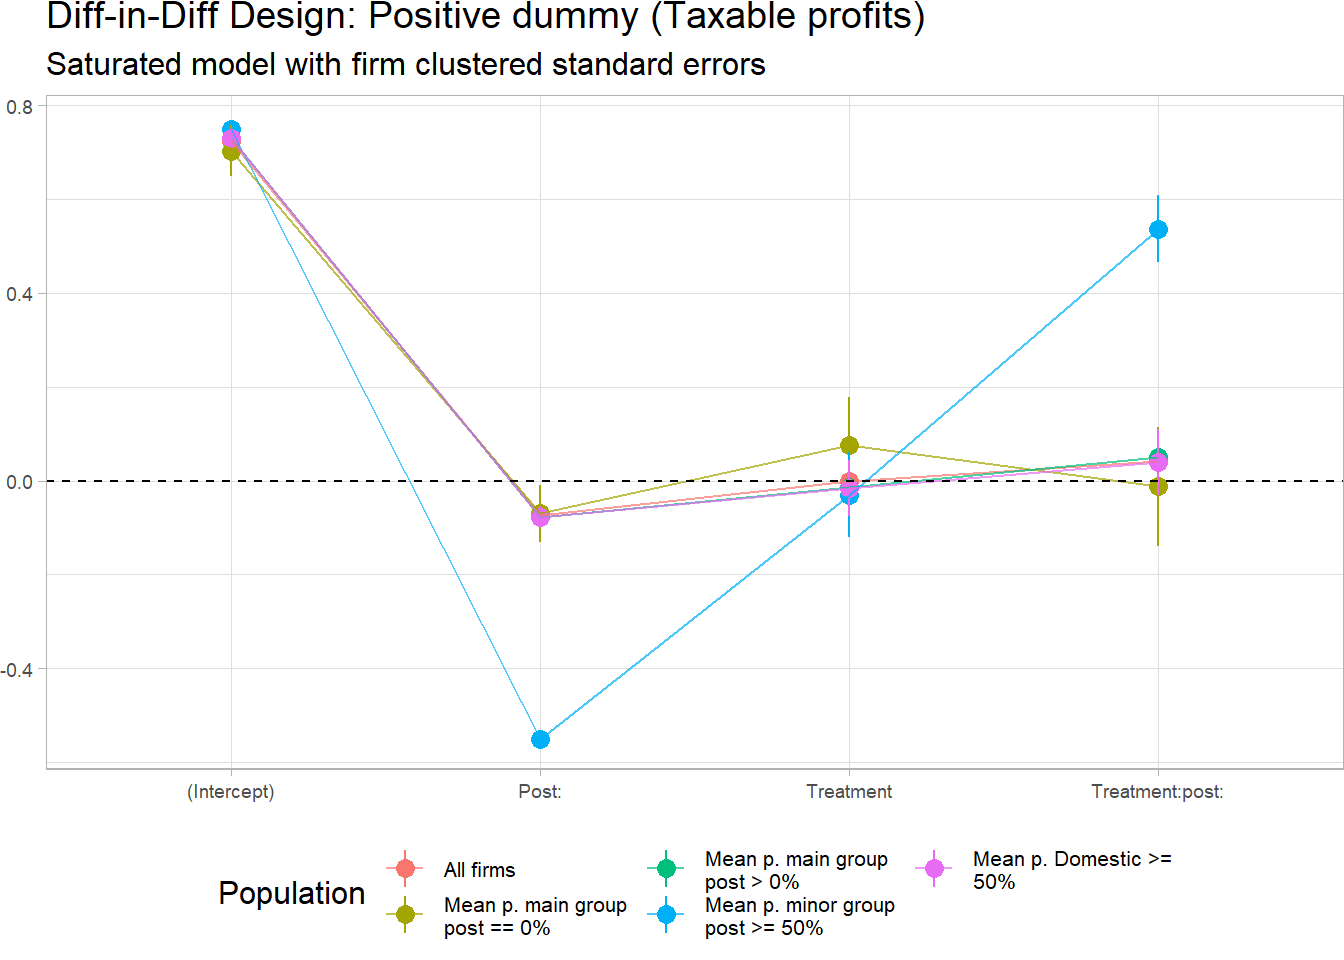 Diff-in-Diff Design: Positive dummy (Taxable profits)
Saturated model with firm clustered standard errors
0.8
0.4
0.0
-0.4
(Intercept)
Post:
Treatment
Treatment:post:
Population
All firms
Mean p. main group
post == 0%
Mean p. main group
post > 0%
Mean p. minor group
post >= 50%
Mean p. Domestic >=
50%